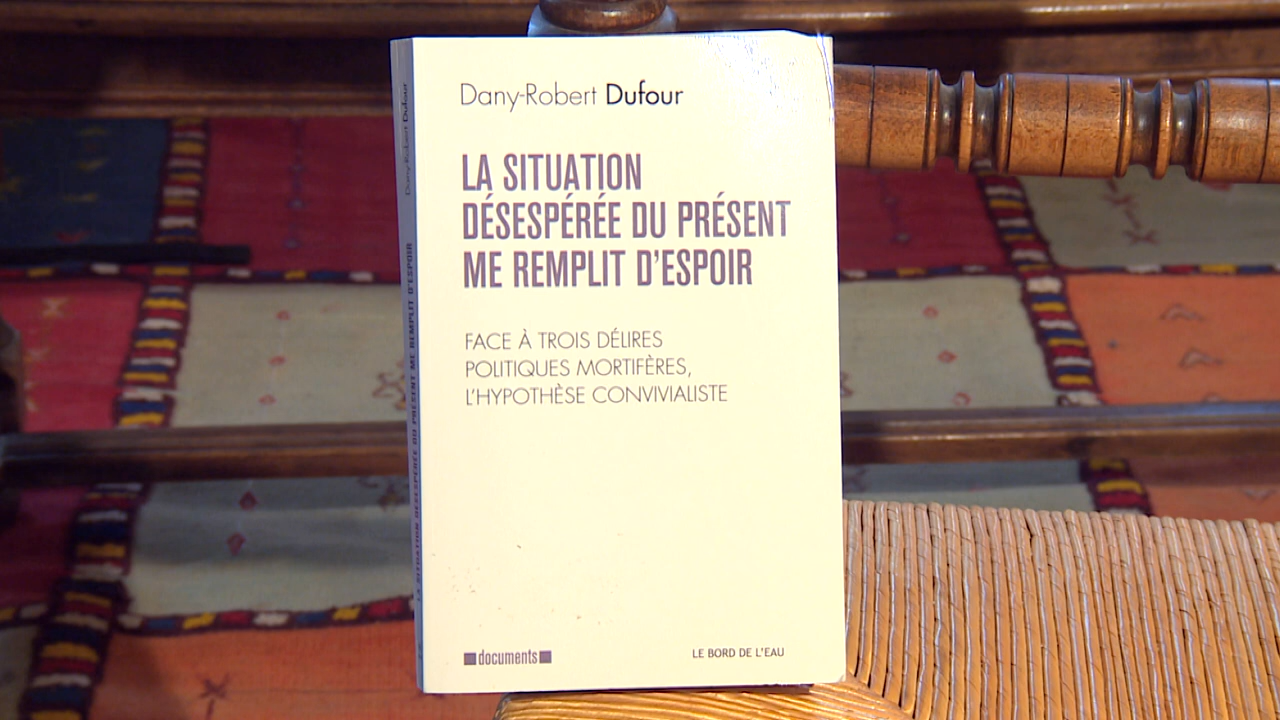 Dany-Robert Dufour
LA SITUATION
DÉSESPÉRÉE DU PRÉSENT
ME REMPLIT D'ESPOIR
FACE À TROIS DÉLIRES
POLITIQUES MORTIFÈRES,
L'HYPOTHÈSE CONVIVIALISTE
documents
LE BORD DE L'EAU
Dany-Robert Dufour
LA SITUATION DÉSESPÉRÉE DU PRÉSENT ME REMPLIT D'ESPOIR